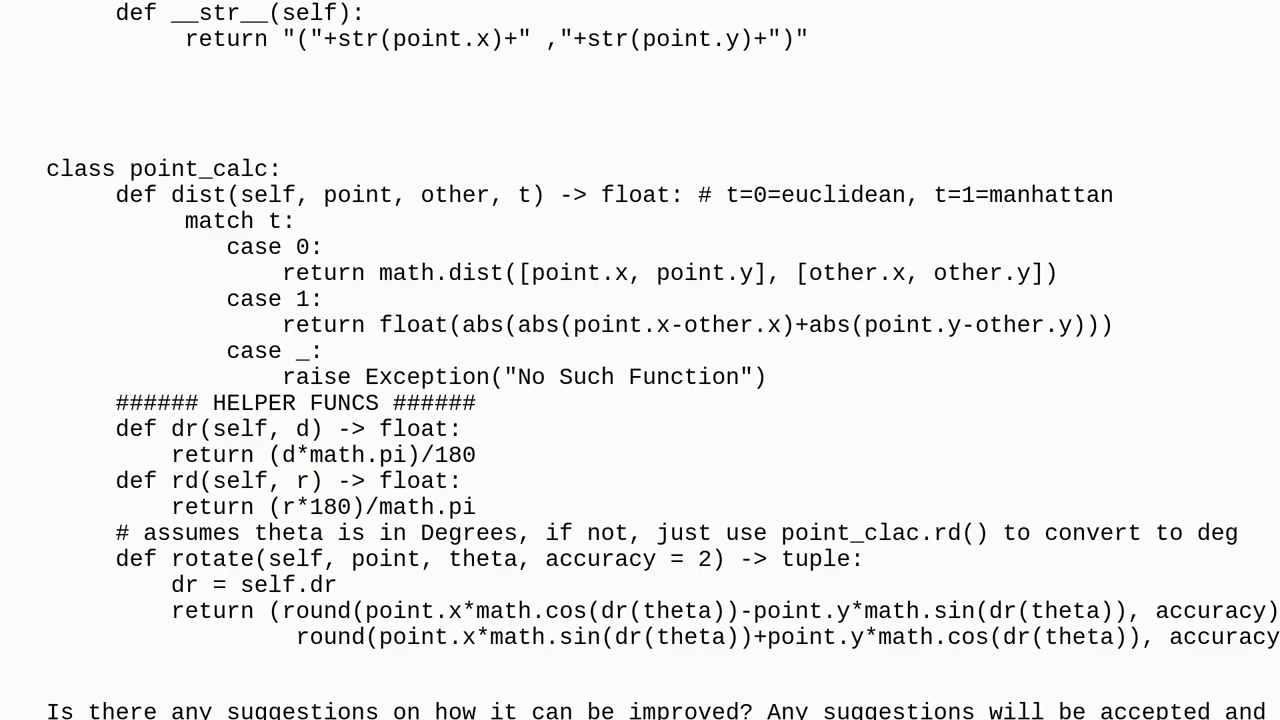 def __str__(self):
return "("+str(point.x)+" ,"+str(point.y)+")"
class point_calc:
def dist(self, point, other, t) -> float: # t=0=euclidean, t=1=manhattan
match t:
case 0:
return math.dist([point.x, point.y], [other.x, other.y])
case 1:
return float(abs(abs(point.x-other.x)+abs(point.y-other.y)))
case _:
raise Exception("No Such Function")
###### HELPER FUNCS ######
def dr(self, d) -> float:
return (d*math.pi)/180
def rd(self, r) -> float:
return (r*180)/math.pi
# assumes theta is in Degrees, if not, just use point_clac.rd() to convert to deg
def rotate(self, point, theta, accuracy = 2) -> tuple:
dr = self.dr
return (round(point.x*math.cos(dr(theta))-point.y*math.sin(dr(theta)), accuracy)
round(point.x*math.sin(dr(theta))+point.y*math.cos(dr(theta)), accuracy
Is there any suggestions on how it can be improved? Any suggestions will be accepted and